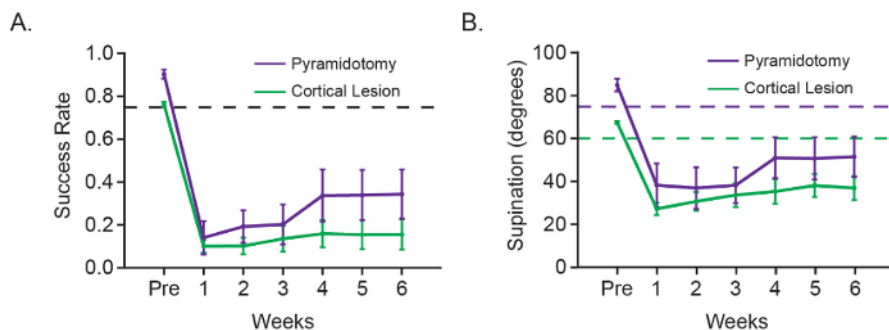 A.
Success Rate
1.0
0.8
0.6
0.4
0.2
0.0
Pyramidotomy
Cortical Lesion
Pre 1 2 3 4 5 6
Weeks
B.
Supination (degrees)
100
80
60
40
20
0
Pyramidotomy
Cortical Lesion
Pre 1 2 3 4 5 6
Weeks